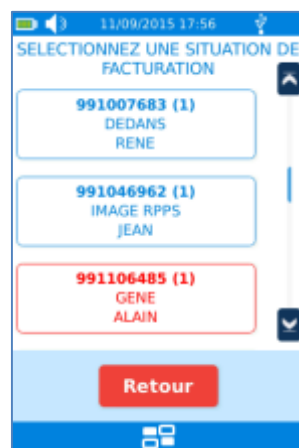 11/09/2015 17:56
SELECTIONNEZ UNE SITUATION DE
FACTURATION
991007683 (1)
DEDANS
RENE
991046962 (1)
IMAGE RPPS
JEAN
991106485 (1)
GENE
ALAIN
Retour